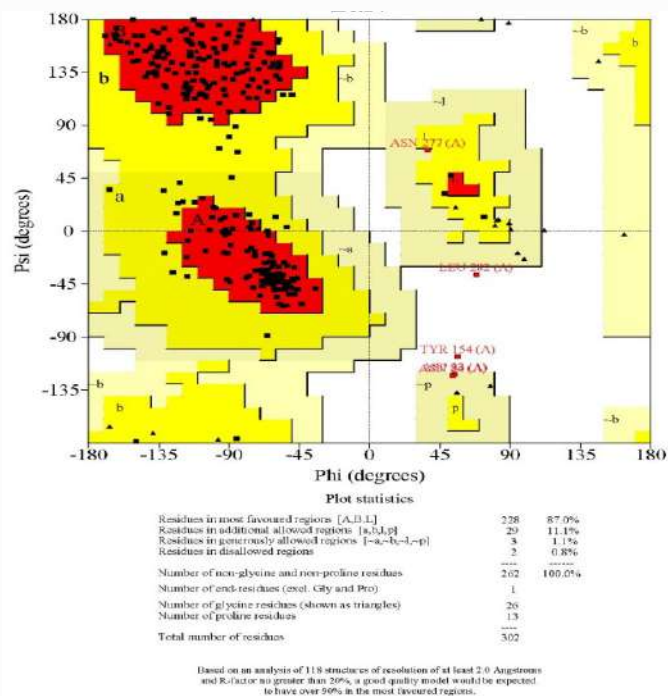 180
135
90
45
0
-45
-90
-135
-180
Psi (degrees)
B
b
~b
~b
b
~l
l
ASN 277 (A)
a
A
L
~a
LEU 282 (A)
TYR 154 (A)
~b
b
~b
~p
p
~b
-180 -135 -90 -45 0 45 90 135 180
Phi (degrees)
Plot statistics
Residues in most favoured regions [A,B,L] 228 87.0%
Residues in additional allowed regions [a,b,l,p] 29 11.1%
Residues in generously allowed regions [~a,~b,~l,~p] 3 1.1%
Residues in disallowed regions 2 0.8%
---- ------
Number of non-glycine and non-proline residues 262 100.0%
Number of end-residues (excl. Gly and Pro) 1
Number of glycine residues (shown as triangles) 26
Number of proline residues 13
----
Total number of residues 302
Based on an analysis of 118 structures of resolution of at least 2.0 Angstroms
and R-factor no greater than 20%, a good quality model would be expected
to have over 90% in the most favoured regions.